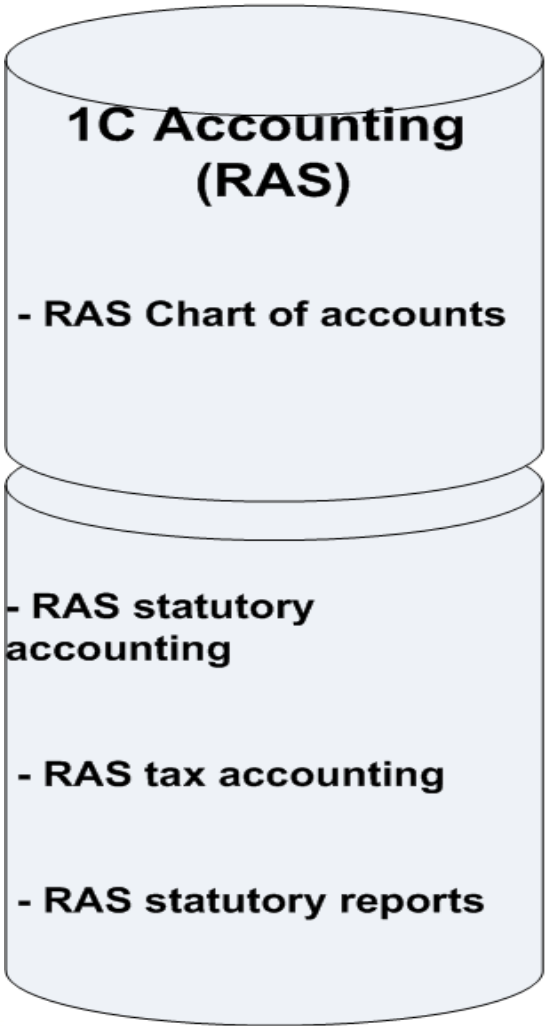 1C Accounting
(RAS)
- RAS Chart of accounts
- RAS statutory
accounting
- RAS tax accounting
- RAS statutory reports